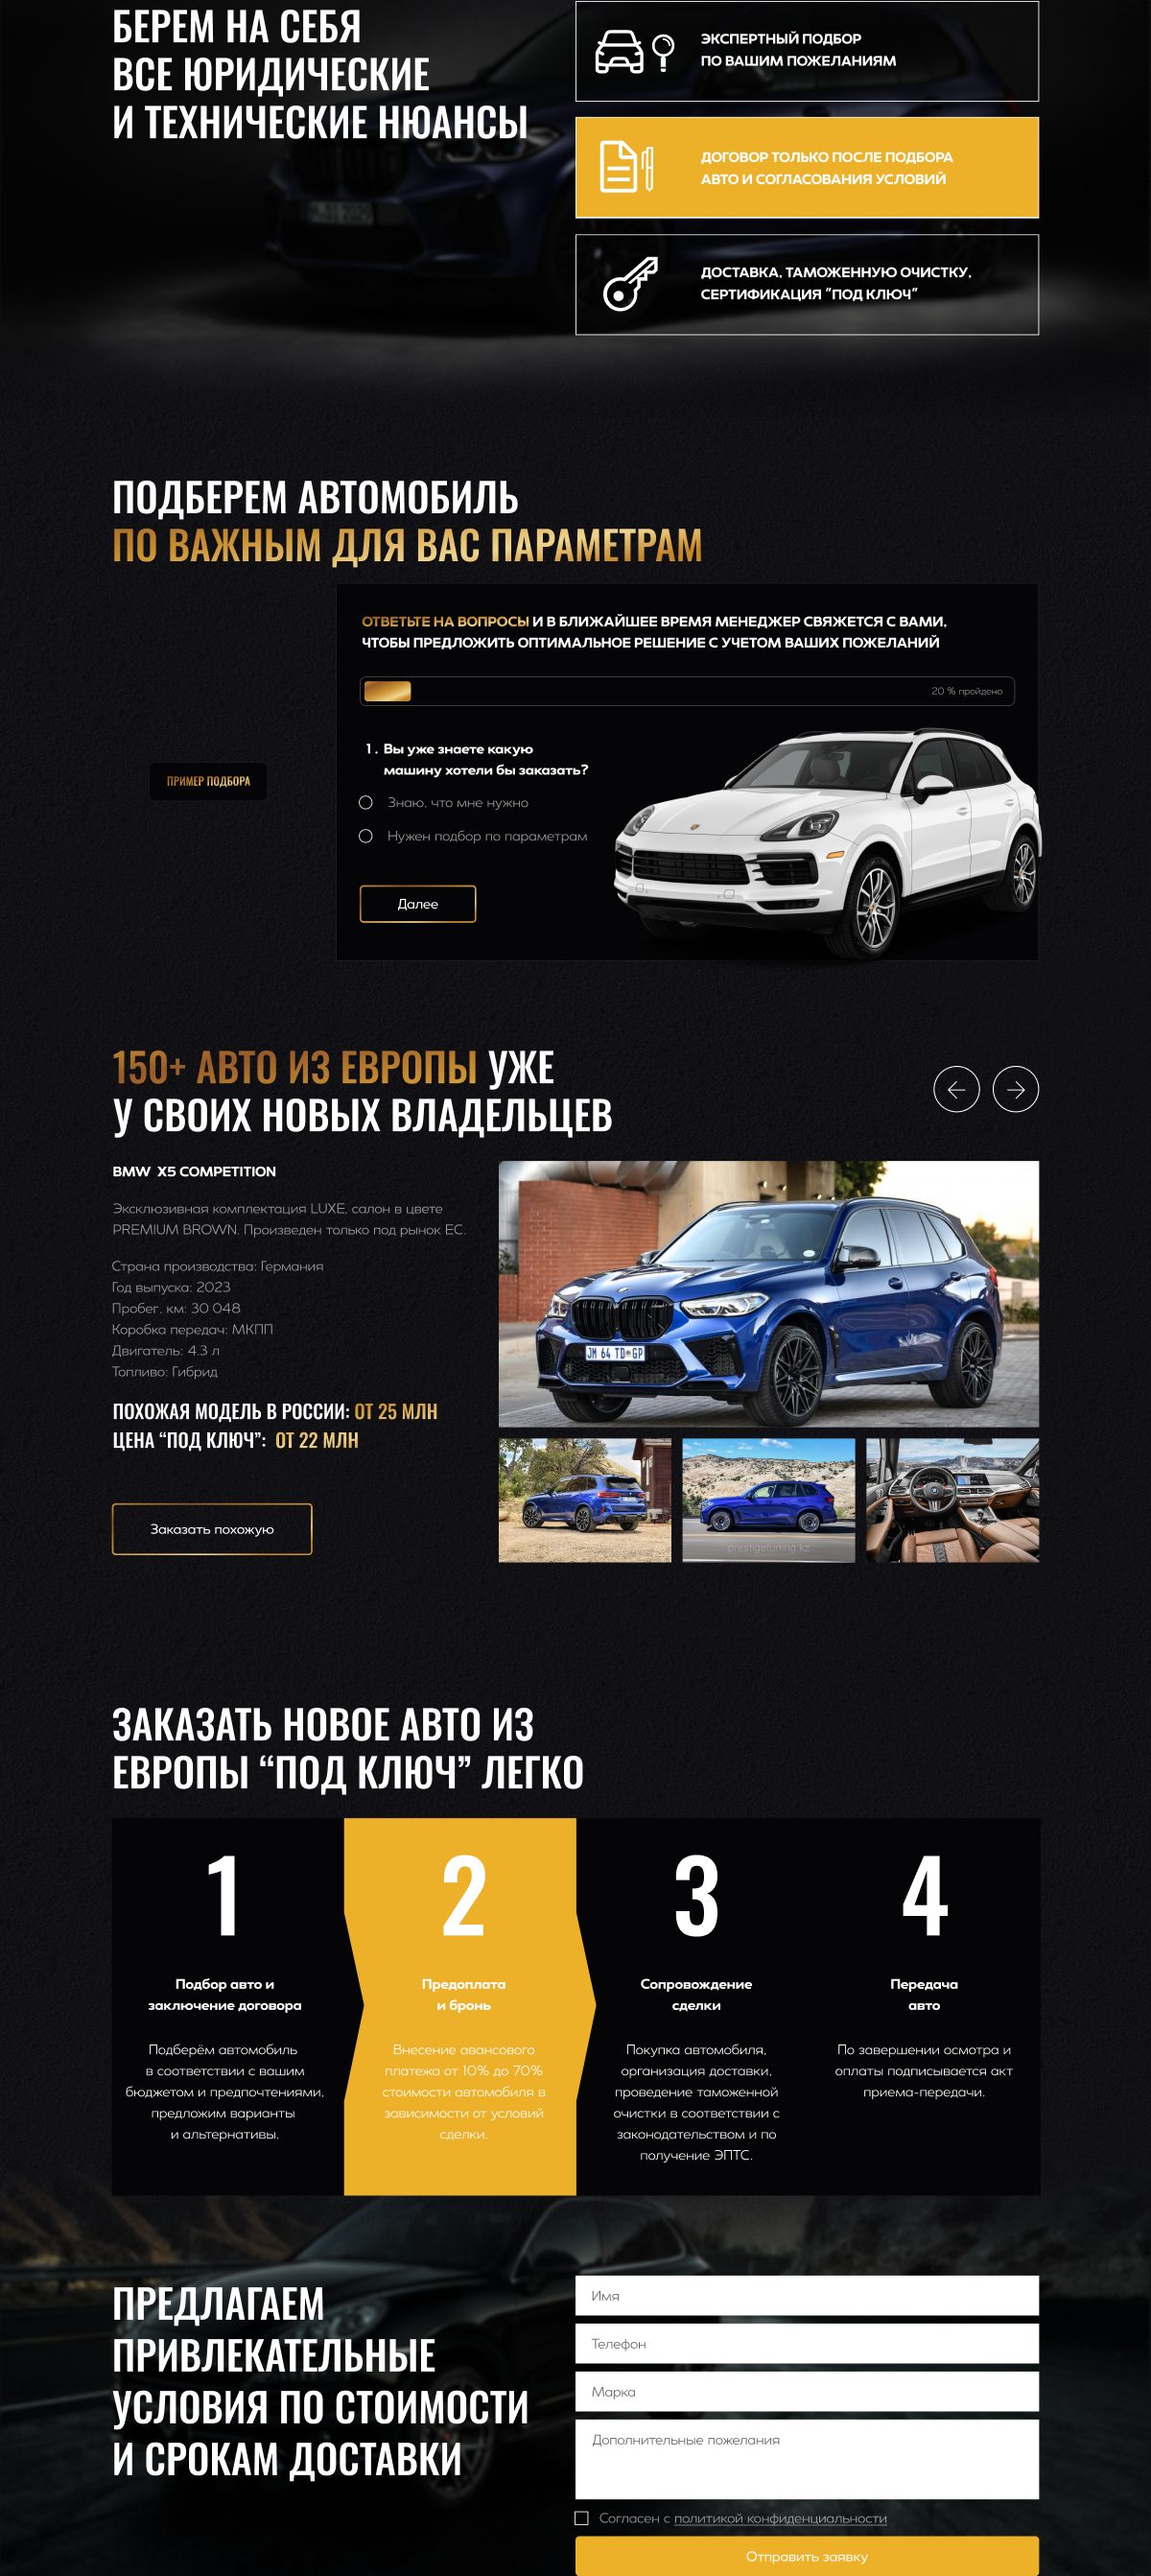 БЕРЕМ НА СЕБЯ
ВСЕ ЮРИДИЧЕСКИЕ
И ТЕХНИЧЕСКИЕ НЮАНСЫ
ЭКСПЕРТНЫЙ ПОДБОР
ПО ВАШИМ ПОЖЕЛАНИЯМ
ДОГОВОР ТОЛЬКО ПОСЛЕ ПОДБОРА
АВТО И СОГЛАСОВАНИЯ УСЛОВИЙ
ДОСТАВКА, ТАМОЖЕННУЮ ОЧИСТКУ,
СЕРТИФИКАЦИЯ "ПОД КЛЮЧ"
ПОДБЕРЕМ АВТОМОБИЛЬ
ПО ВАЖНЫМ ДЛЯ ВАС ПАРАМЕТРАМ
ОТВЕТЬТЕ НА ВОПРОСЫ И В БЛИЖАЙШЕЕ ВРЕМЯ МЕНЕДЖЕР СВЯЖЕТСЯ С ВАМИ,
ЧТОБЫ ПРЕДЛОЖИТЬ ОПТИМАЛЬНОЕ РЕШЕНИЕ С УЧЕТОМ ВАШИХ ПОЖЕЛАНИЙ
20 % пройдено
1. Вы уже знаете какую
машину хотели бы заказать?
ПРИМЕР ПОДБОРА
Знаю, что мне нужно
Нужен подбор по параметрам
Далее
150+ АВТО ИЗ ЕВРОПЫ УЖЕ
У СВОИХ НОВЫХ ВЛАДЕЛЬЦЕВ
BMW X5 COMPETITION
Эксклюзивная комплектация LUXE, салон в цвете
PREMIUM BROWN. Произведен только под рынок ЕС.
Страна производства: Германия
Год выпуска: 2023
Пробег, км: 30 048
Коробка передач: МКПП
Двигатель: 4.3 л
Топливо: Гибрид
ПОХОЖАЯ МОДЕЛЬ В РОССИИ: ОТ 25 МЛН
ЦЕНА “ПОД КЛЮЧ”: ОТ 22 МЛН
Заказать похожую
JM 64 TD GP
prestigetuning.kz
ЗАКАЗАТЬ НОВОЕ АВТО ИЗ
ЕВРОПЫ “ПОД КЛЮЧ” ЛЕГКО
1
Подбор авто и
заключение договора
Подберём автомобиль
в соответствии с вашим
бюджетом и предпочтениями,
предложим варианты
и альтернативы.
2
Предоплата
и бронь
Внесение авансового
платежа от 10% до 70%
стоимости автомобиля в
зависимости от условий
сделки.
3
Сопровождение
сделки
Покупка автомобиля,
организация доставки,
проведение таможенной
очистки в соответствии с
законодательством и по
получение ЭПТС.
4
Передача
авто
По завершении осмотра и
оплаты подписывается акт
приема-передачи.
ПРЕДЛАГАЕМ
ПРИВЛЕКАТЕЛЬНЫЕ
УСЛОВИЯ ПО СТОИМОСТИ
И СРОКАМ ДОСТАВКИ
Имя
Телефон
Марка
Дополнительные пожелания
Согласен с политикой конфиденциальности
Отправить заявку